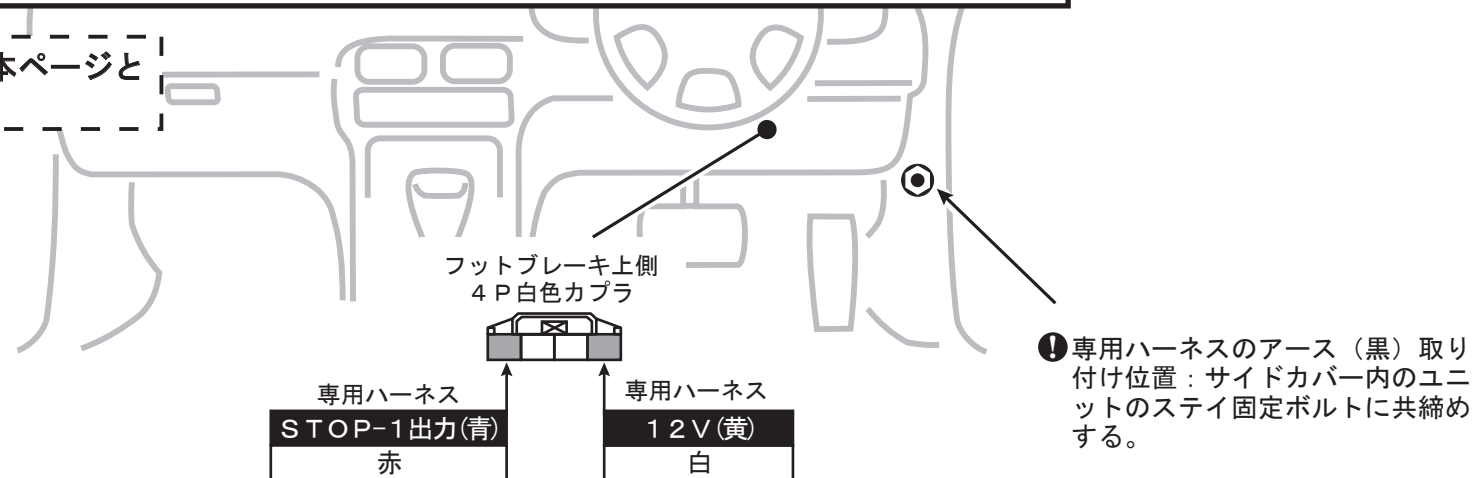 本ページと
フットブレーキ上側
４Ｐ白色カプラ
専用ハーネス
ＳＴＯＰ−１出力(青)
赤
専用ハーネス
１２Ｖ(黄)
白
専用ハーネスのアース（黒）取り
付け位置：サイドカバー内のユニ
ットのステイ固定ボルトに共締め
する。